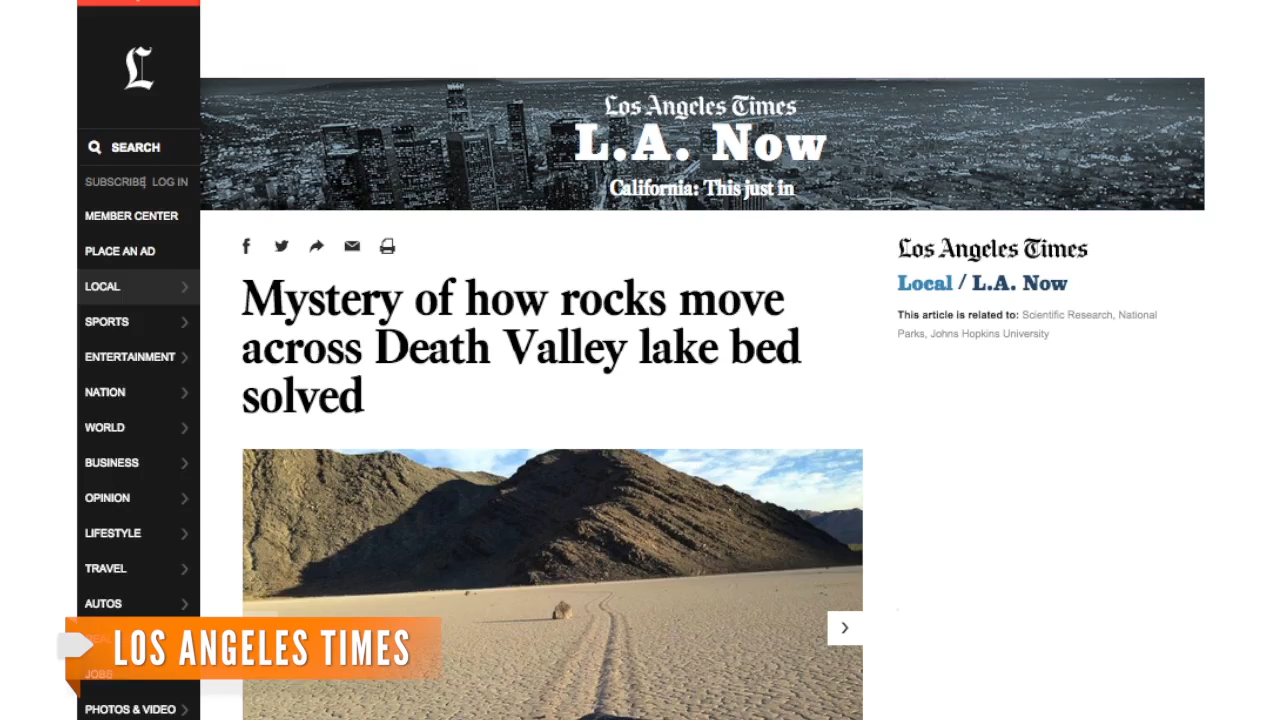 L
SEARCH
SUBSCRIBE LOG IN
MEMBER CENTER
PLACE AN AD
LOCAL
SPORTS
ENTERTAINMENT
NATION
WORLD
BUSINESS
OPINION
LIFESTYLE
TRAVEL
AUTOS
JOBS
PHOTOS & VIDEO
Los Angeles Times
L.A. Now
California: This just in
Mystery of how rocks move
across Death Valley lake bed
solved
Los Angeles Times
Local / L.A. Now
This article is related to: Scientific Research, National
Parks, Johns Hopkins University
LOS ANGELES TIMES